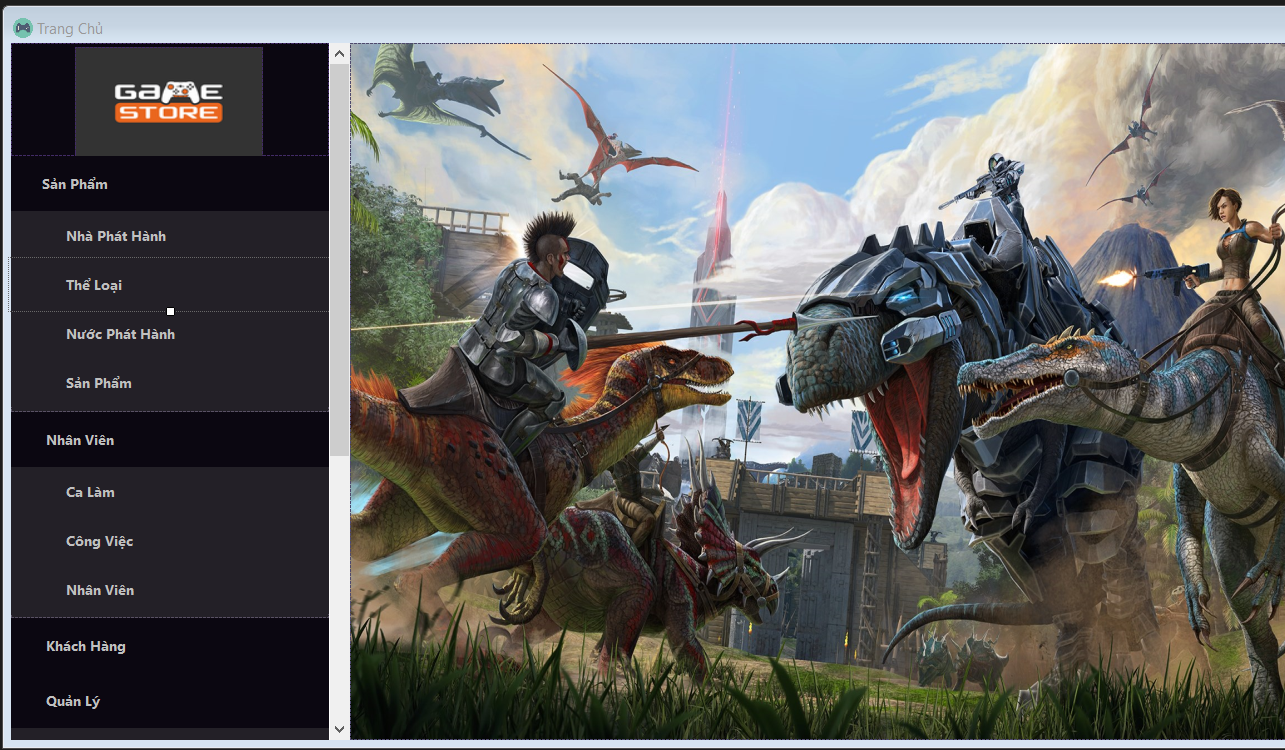 Trang Chủ
GAME
STORE
Sản Phẩm
Nhà Phát Hành
Thể Loại
Nước Phát Hành
Sản Phẩm
Nhân Viên
Ca Làm
Công Việc
Nhân Viên
Khách Hàng
Quản Lý